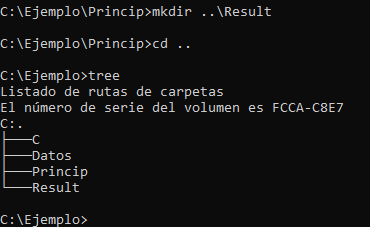 C:\Ejemplo\Princip>mkdir ..\Result
C:\Ejemplo\Princip>cd ..
C:\Ejemplo>tree
Listado de rutas de carpetas
El número de serie del volumen es FCCA-C8E7
C:.
├───C
├───Datos
├───Princip
└───Result
C:\Ejemplo>